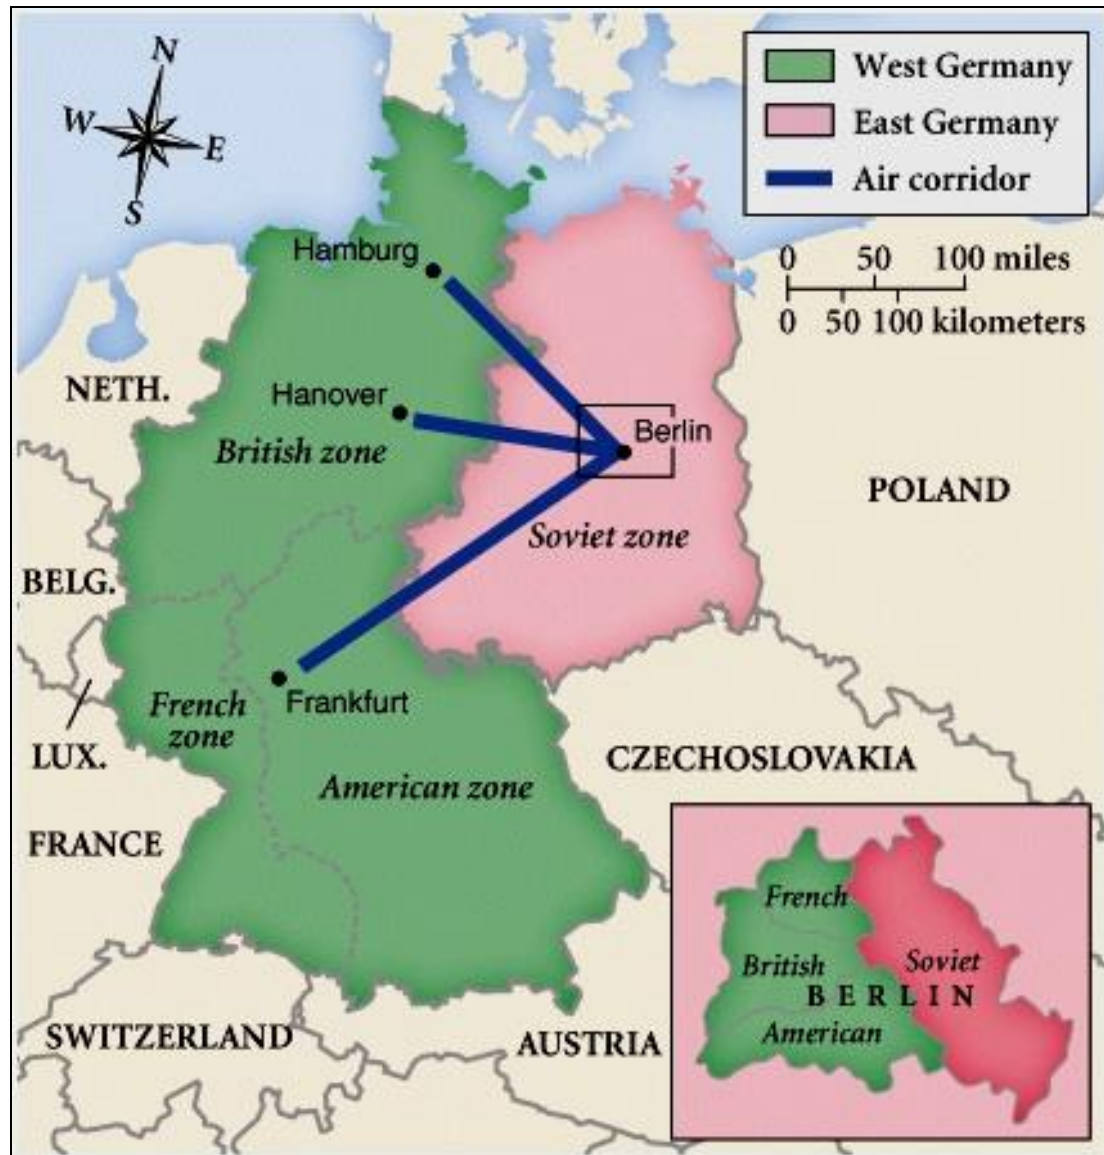 N
W
E
S
West Germany
East Germany
Air corridor
0 50 100 miles
0 50 100 kilometers
Hamburg
Hanover
British zone
NETH.
Berlin
POLAND
Soviet zone
BELG.
Frankfurt
French
zone
LUX.
American zone
CZECHOSLOVAKIA
FRANCE
SWITZERLAND
AUSTRIA
French
British
Soviet
BERLIN
American